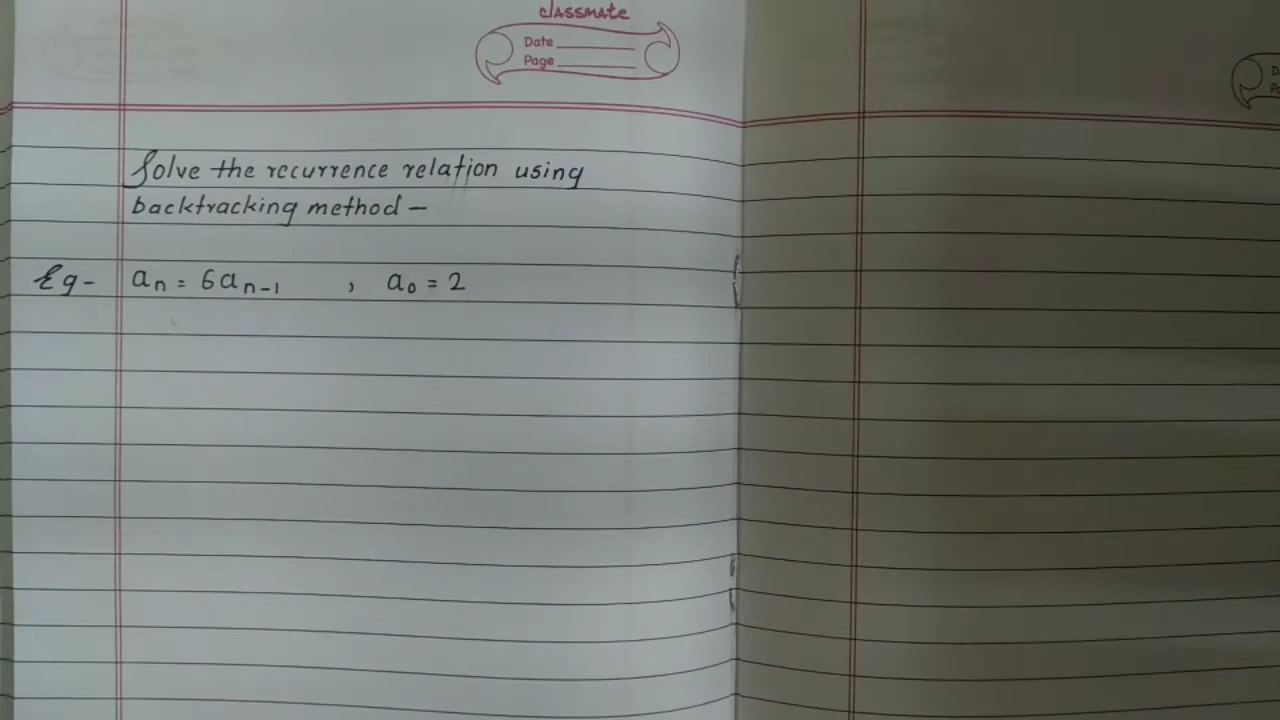 classmate
Date
Page
Solve the recurrence relation using
backtracking method –
Eg- aₙ = 6aₙ₋₁ , a₀ = 2